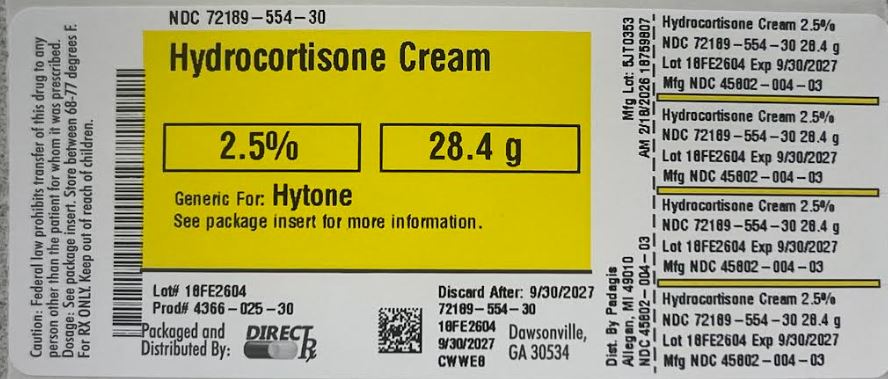 Caution: Federal law prohibits transfer of this drug to any
person other than the patient for whom it was prescribed.
Dosage: See package insert. Store between 68-77 degrees F.
For RX ONLY. Keep out of reach of children.
NDC 72189-554-30
Hydrocortisone Cream
2.5%
28.4 g
Generic For: Hytone
See package insert for more information.
Lot# 18FE2604
Prod# 4366-025-30
Packaged and
Distributed By:
DIRECT Rx
Discard After: 9/30/2027
72189-554-30
18FE2604
9/30/2027
CWWE8
Dawsonville,
GA 30534
Mfg Lot: 5JT0353
AM 2/18/2026 18759807
Dist. By Padagis
Allegan, MI 49010
NDC 45802-004-03
Hydrocortisone Cream 2.5%
NDC 72189-554-30 28.4 g
Lot 18FE2604 Exp 9/30/2027
Mfg NDC 45802-004-03
Hydrocortisone Cream 2.5%
NDC 72189-554-30 28.4 g
Lot 18FE2604 Exp 9/30/2027
Mfg NDC 45802-004-03
Hydrocortisone Cream 2.5%
NDC 72189-554-30 28.4 g
Lot 18FE2604 Exp 9/30/2027
Mfg NDC 45802-004-03
Hydrocortisone Cream 2.5%
NDC 72189-554-30 28.4 g
Lot 18FE2604 Exp 9/30/2027
Mfg NDC 45802-004-03